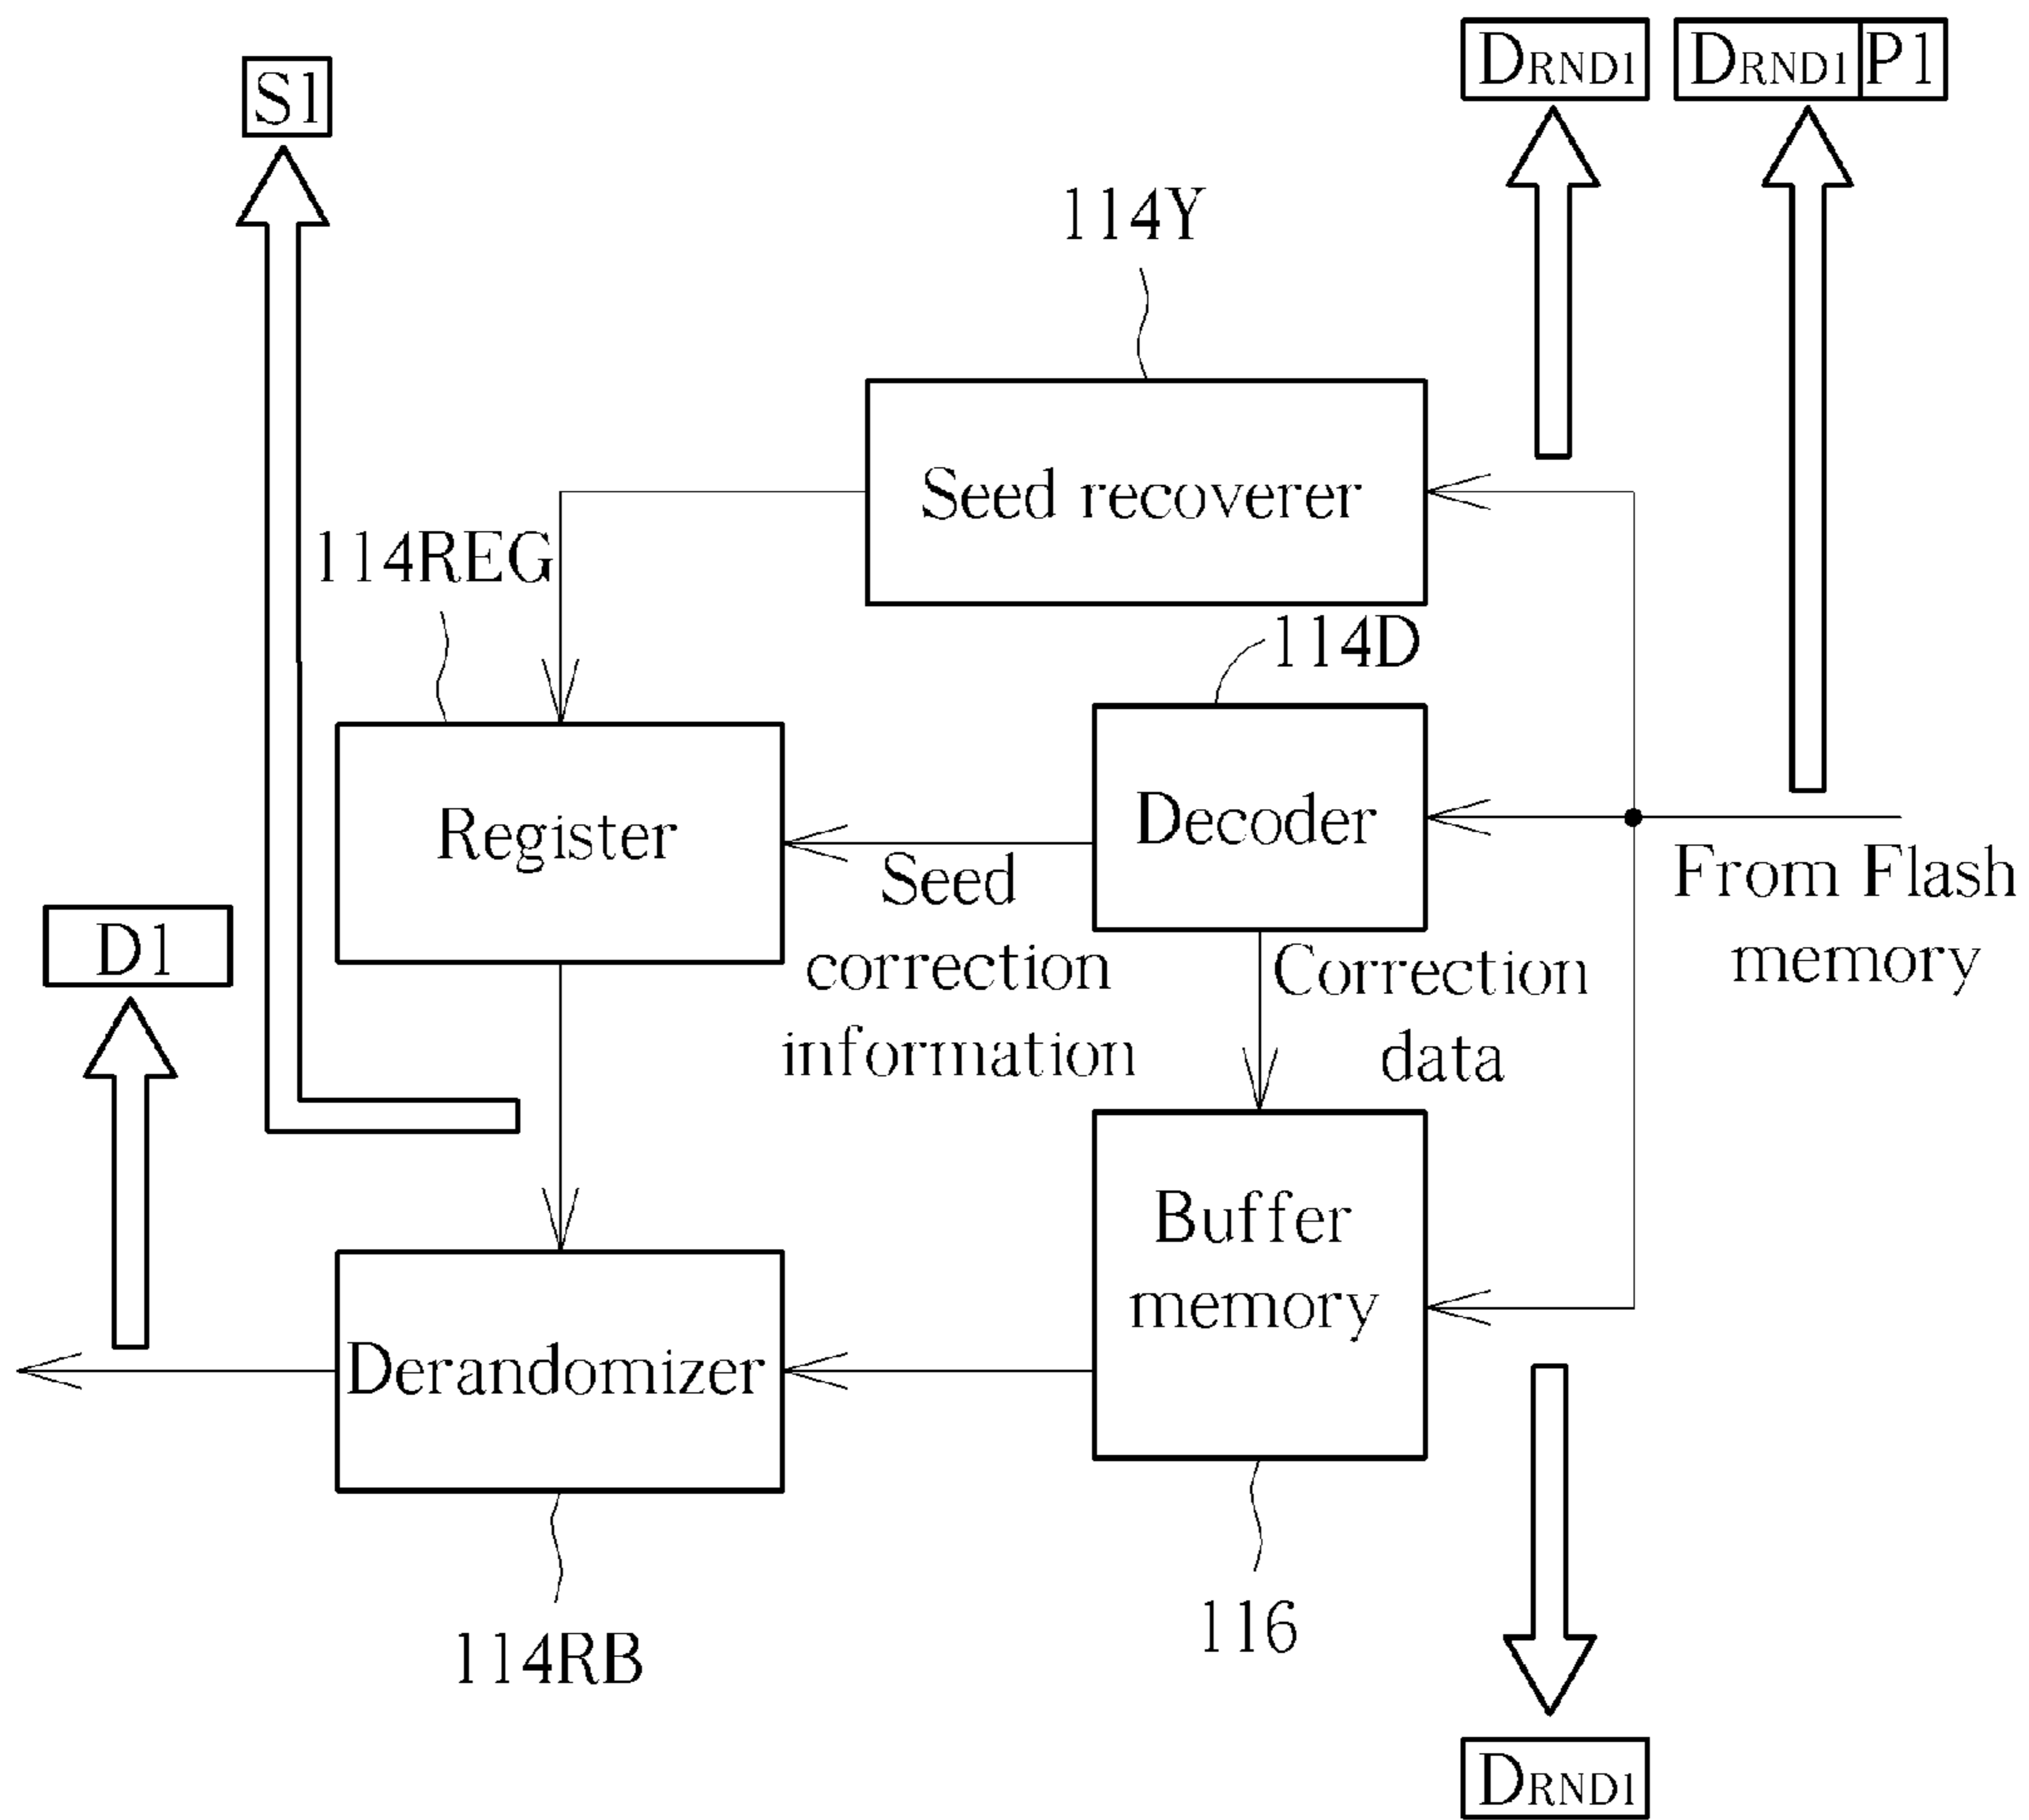 DRND1 DRND1 P1
S1
114Y
Seed recoverer
114REG
114D
Register
Decoder
Seed
correction
information
From Flash
memory
D1
Correction
data
Buffer
memory
Derandomizer
116
114RB
DRND1